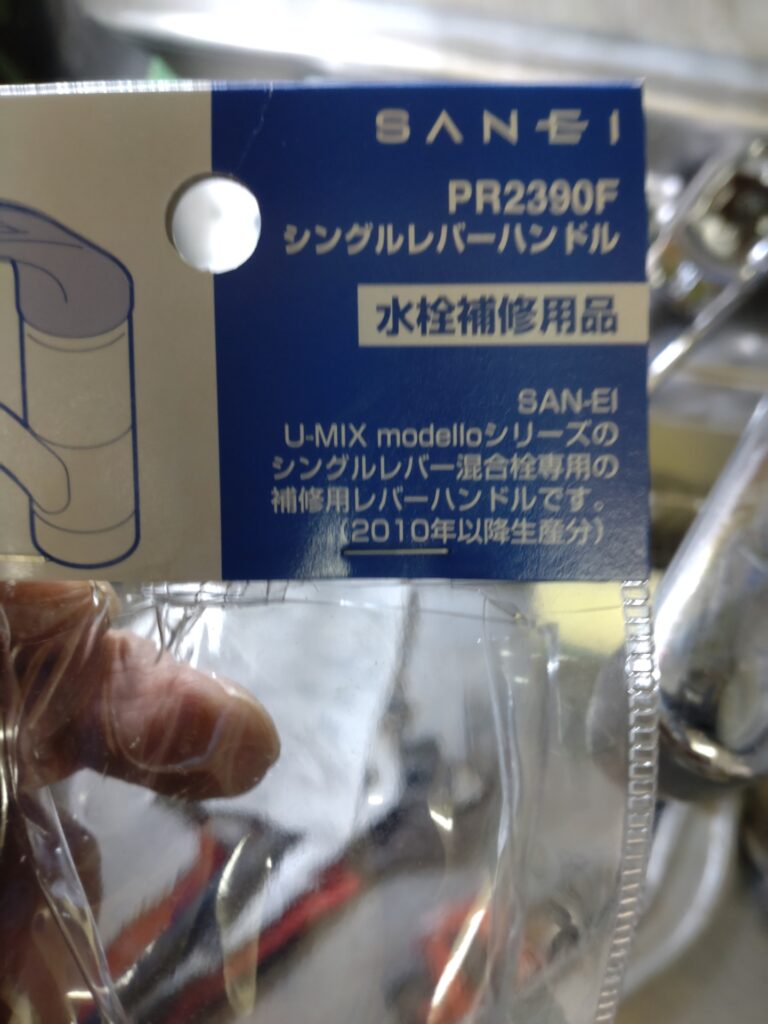 SANEI
PR2390F
シングルレバーハンドル
水栓補修用品
SAN-EI
U-MIX modelloシリーズの
シングルレバー混合栓専用の
補修用レバーハンドルです。
(2010年以降生産分)